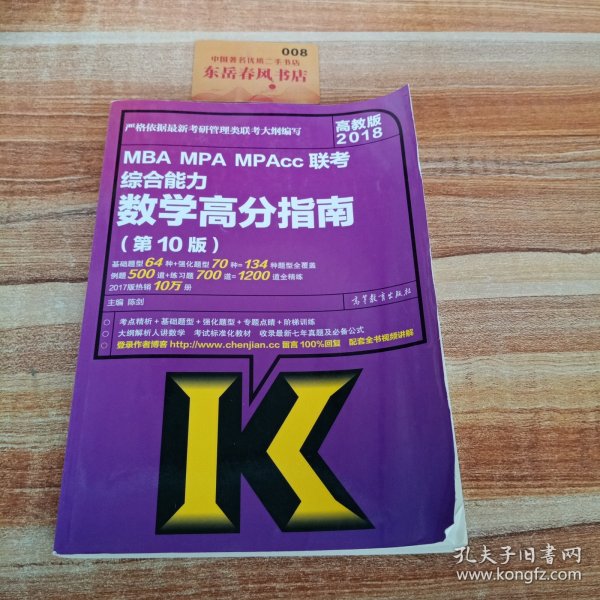 008
中国著名优质二手书店
东岳春风书店
严格依据最新考研管理类联考大纲编写
高教版
2018
MBA MPA MPAcc 联考
综合能力
数学高分指南
（第10版）
基础题型64种+强化题型70种=134种题型全覆盖
例题500道+练习题700道=1200道全精练
2017版热销10万册
主编 陈剑
高等教育出版社
考点精析+基础题型+强化题型+专题点睛+阶梯训练
大纲解析人讲数学 考试标准化教材 收录最新七年真题及必备公式
登录作者博客http://www.chenjian.cc留言100%回复 配套全书视频讲解
K
孔夫子旧书网
www.kongfz.com